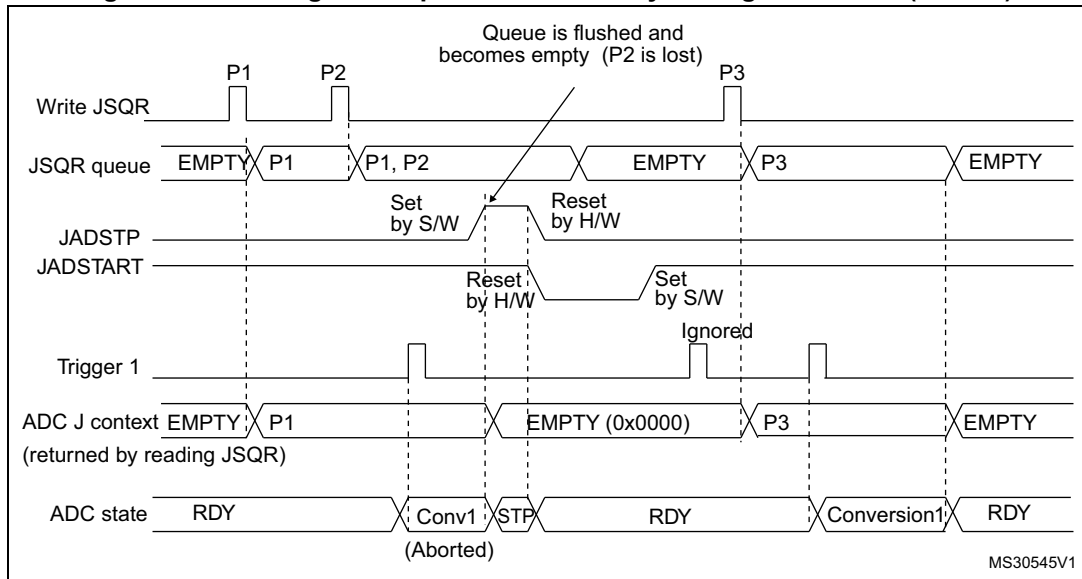 Queue is flushed and
becomes empty (P2 is lost)
P1 P2 P3
Write JSQR
JSQR queue EMPTY P1 P1, P2 EMPTY P3 EMPTY
Set
by S/W
Reset
by H/W
JADSTP
JADSTART
Reset
by H/W
Set
by S/W
Ignored
Trigger 1
ADC J context EMPTY P1 EMPTY (0x0000) P3 EMPTY
(returned by reading JSQR)
ADC state RDY Conv1 STP RDY Conversion1 RDY
(Aborted)
MS30545V1